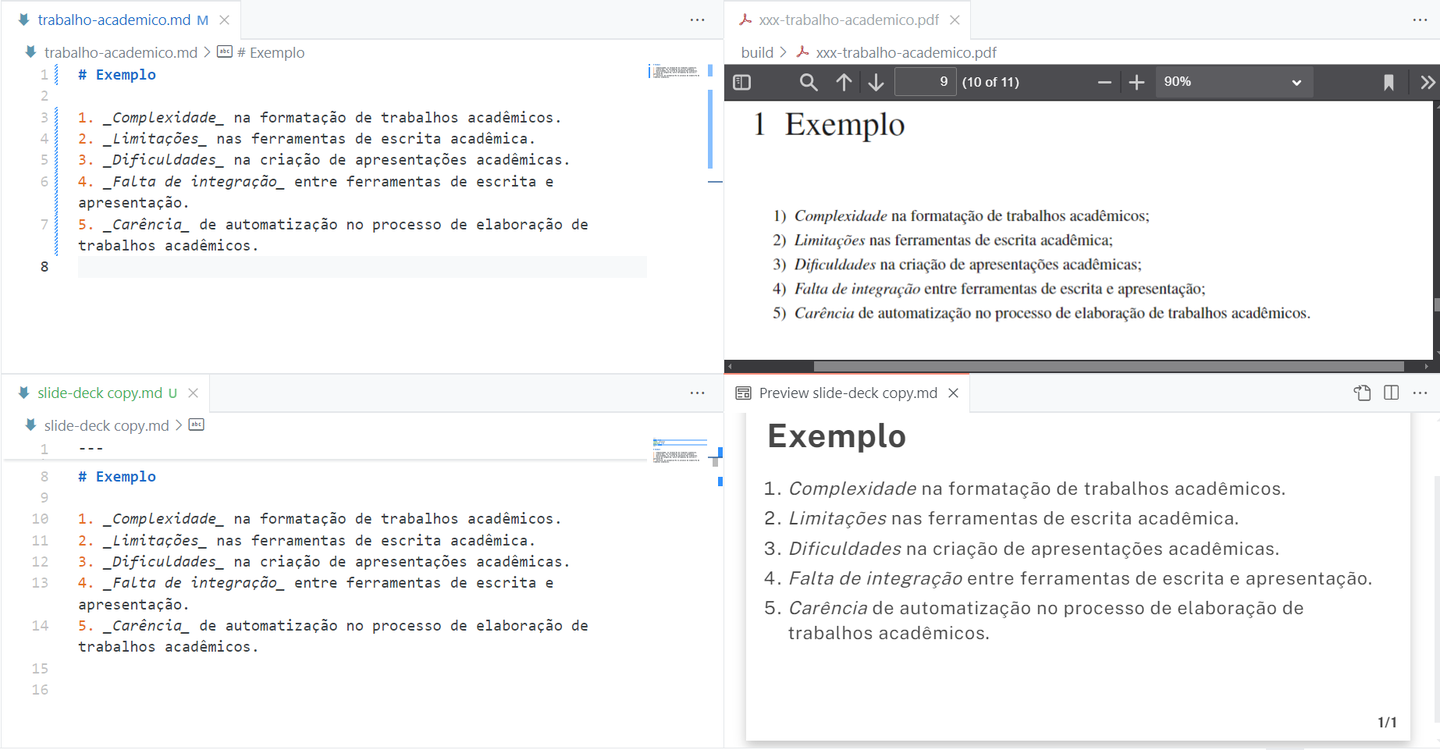 trabalho-academico.md M
trabalho-academico.md > # Exemplo
1 # Exemplo
2
3 1. _Complexidade_ na formatação de trabalhos acadêmicos.
4 2. _Limitações_ nas ferramentas de escrita acadêmica.
5 3. _Dificuldades_ na criação de apresentações acadêmicas.
6 4. _Falta de integração_ entre ferramentas de escrita e
apresentação.
7 5. _Carência_ de automatização no processo de elaboração de
trabalhos acadêmicos.
8
xxx-trabalho-academico.pdf
build > xxx-trabalho-academico.pdf
9 (10 of 11) 90%
1 Exemplo
1) Complexidade na formatação de trabalhos acadêmicos;
2) Limitações nas ferramentas de escrita acadêmica;
3) Dificuldades na criação de apresentações acadêmicas;
4) Falta de integração entre ferramentas de escrita e apresentação;
5) Carência de automatização no processo de elaboração de trabalhos acadêmicos.
slide-deck copy.md U
slide-deck copy.md >
1 ---
8 # Exemplo
9
10 1. _Complexidade_ na formatação de trabalhos acadêmicos.
11 2. _Limitações_ nas ferramentas de escrita acadêmica.
12 3. _Dificuldades_ na criação de apresentações acadêmicas.
13 4. _Falta de integração_ entre ferramentas de escrita e
apresentação.
14 5. _Carência_ de automatização no processo de elaboração de
trabalhos acadêmicos.
15
16
Preview slide-deck copy.md
Exemplo
1. Complexidade na formatação de trabalhos acadêmicos.
2. Limitações nas ferramentas de escrita acadêmica.
3. Dificuldades na criação de apresentações acadêmicas.
4. Falta de integração entre ferramentas de escrita e apresentação.
5. Carência de automatização no processo de elaboração de
trabalhos acadêmicos.
1/1